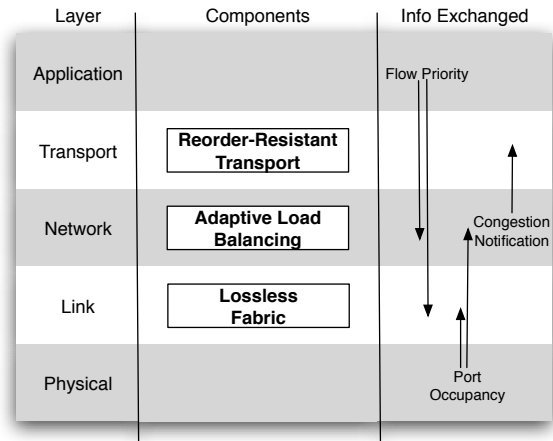 Layer
Components
Info Exchanged
Application
Flow Priority
Transport
Reorder-Resistant
Transport
Network
Adaptive Load
Balancing
Congestion
Notification
Link
Lossless
Fabric
Physical
Port
Occupancy